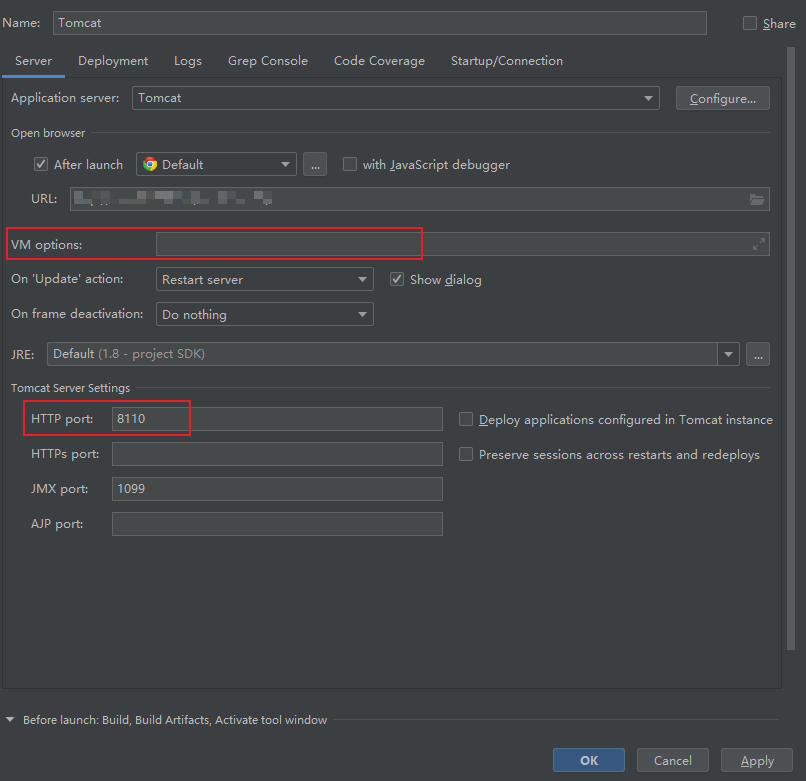 Name: Tomcat Share
Server Deployment Logs Grep Console Code Coverage Startup/Connection
Application server: Tomcat Configure...
Open browser
After launch Default ... with JavaScript debugger
URL:
VM options:
On 'Update' action: Restart server Show dialog
On frame deactivation: Do nothing
JRE: Default (1.8 - project SDK) ...
Tomcat Server Settings
HTTP port: 8110 Deploy applications configured in Tomcat instance
HTTPs port: Preserve sessions across restarts and redeploys
JMX port: 1099
AJP port:
Before launch: Build, Build Artifacts, Activate tool window
OK Cancel Apply